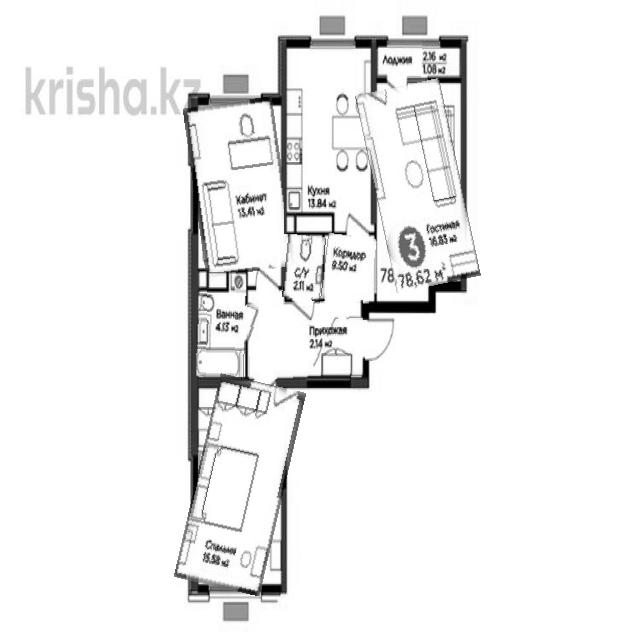 krisha.kz
Лоджия 2.16 м2
1.08 м2
Кабинет
13.41 м2
Кухня
13.84 м2
Гостиная
16.83 м2
3
78
78,62 м²
Коридор
9.50 м2
С/У
2.11 м2
Ванная
4.13 м2
Прихожая
2.14 м2
Спальня
15.58 м2